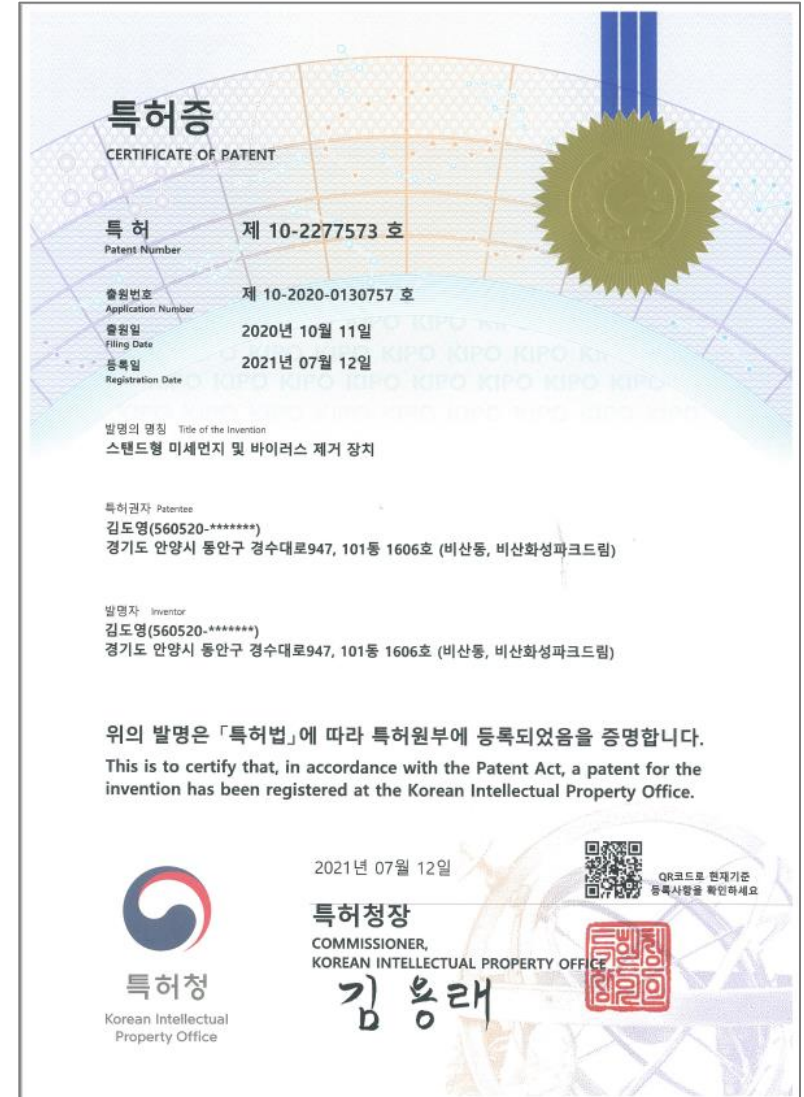 특허증
CERTIFICATE OF PATENT
특 허 제 10-2277573 호
Patent Number
출원번호 제 10-2020-0130757 호
Application Number
출원일 2020년 10월 11일
Filing Date
등록일 2021년 07월 12일
Registration Date
발명의 명칭 Title of the Invention
스탠드형 미세먼지 및 바이러스 제거 장치
특허권자 Patentee
김도영(560520-*******)
경기도 안양시 동안구 경수대로947, 101동 1606호 (비산동, 비산화성파크드림)
발명자 Inventor
김도영(560520-*******)
경기도 안양시 동안구 경수대로947, 101동 1606호 (비산동, 비산화성파크드림)
위의 발명은 「특허법」에 따라 특허원부에 등록되었음을 증명합니다.
This is to certify that, in accordance with the Patent Act, a patent for the
invention has been registered at the Korean Intellectual Property Office.
2021년 07월 12일
QR코드로 현재기준
등록사항을 확인하세요
특허청장
COMMISSIONER,
KOREAN INTELLECTUAL PROPERTY OFFICE
김용래
특허청
Korean Intellectual
Property Office